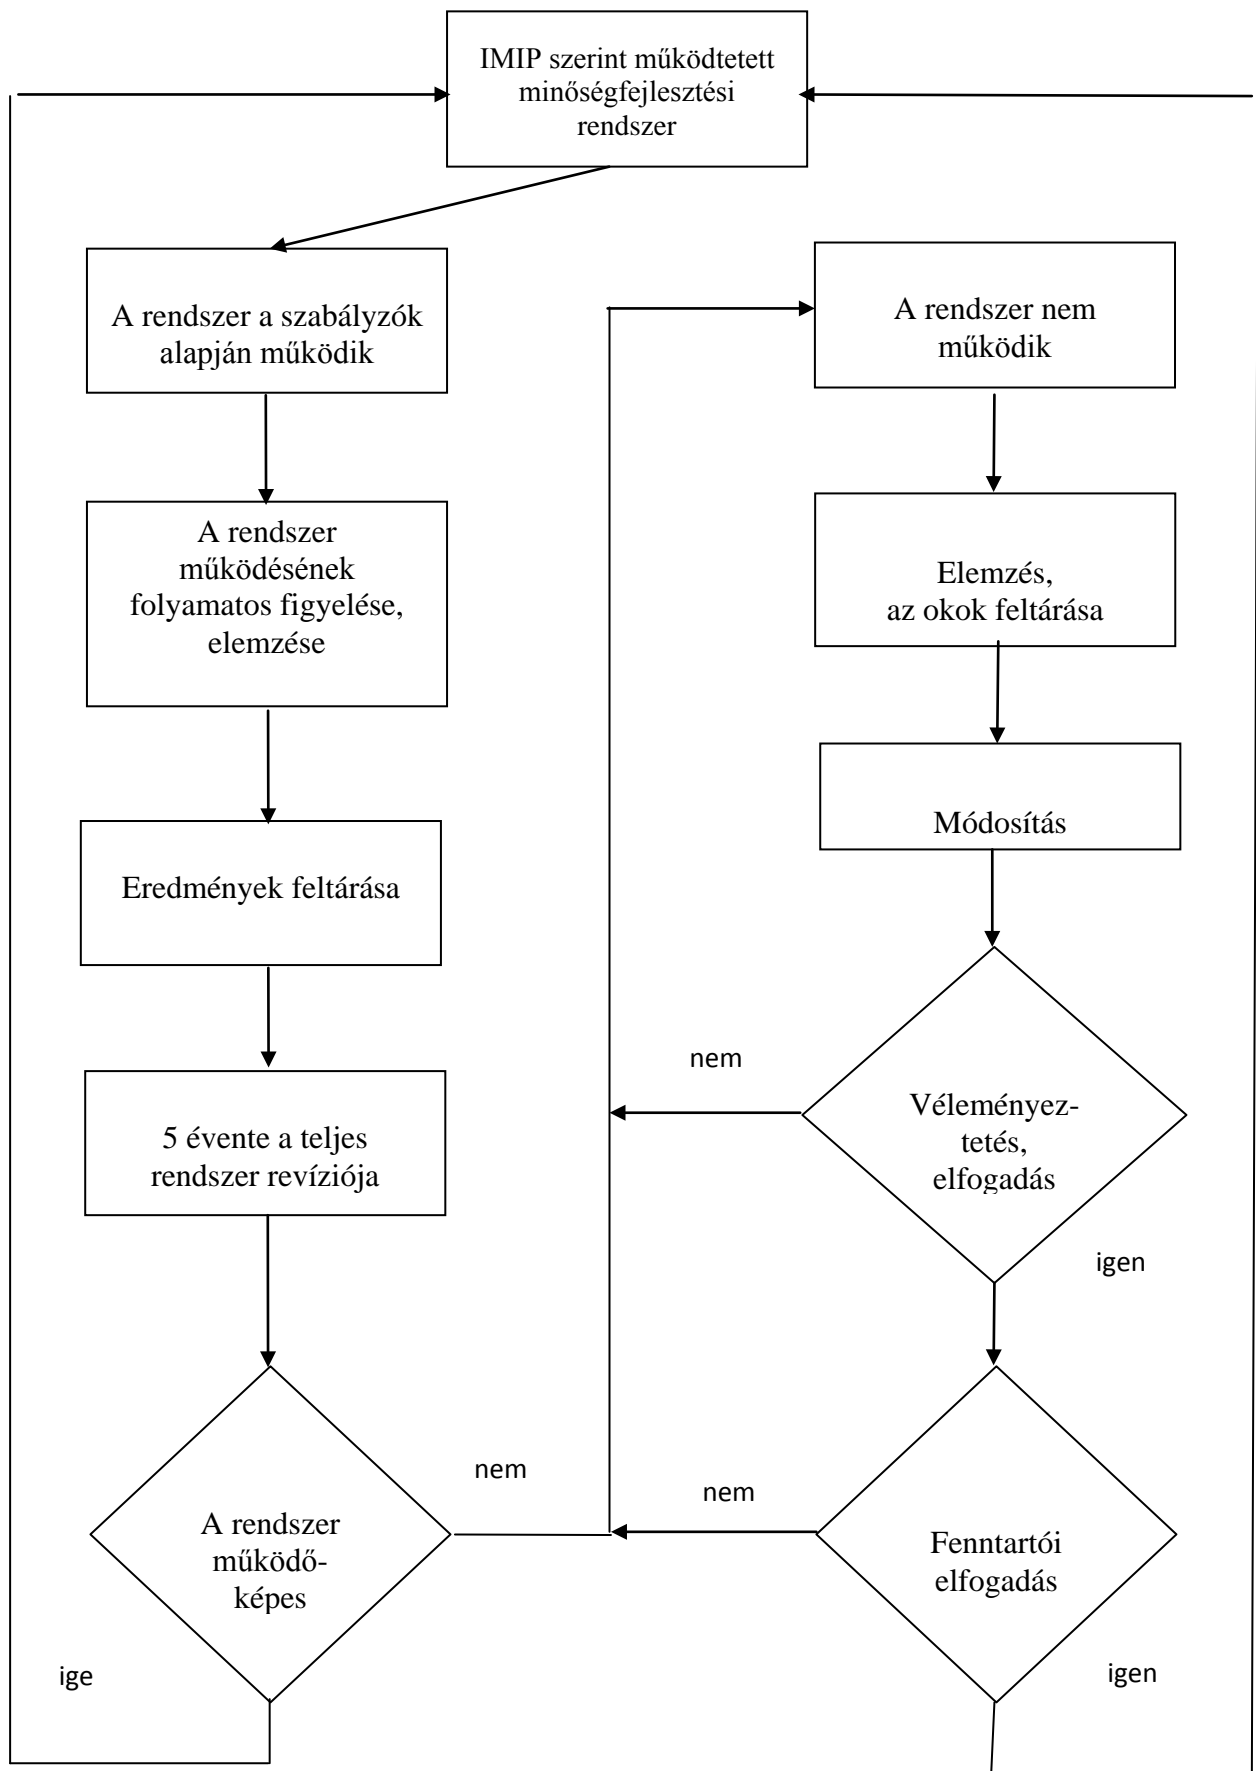 IMIP szerint működtetett
minőségfejlesztési
rendszer
A rendszer a szabályzók
alapján működik
A rendszer
működésének
folyamatos figyelése,
elemzése
Eredmények feltárása
5 évente a teljes
rendszer revíziója
A rendszer
működő-
képes
ige
nem
A rendszer nem
működik
Elemzés,
az okok feltárása
Módosítás
Véleményez-
tetés,
elfogadás
nem
igen
Fenntartói
elfogadás
nem
igen